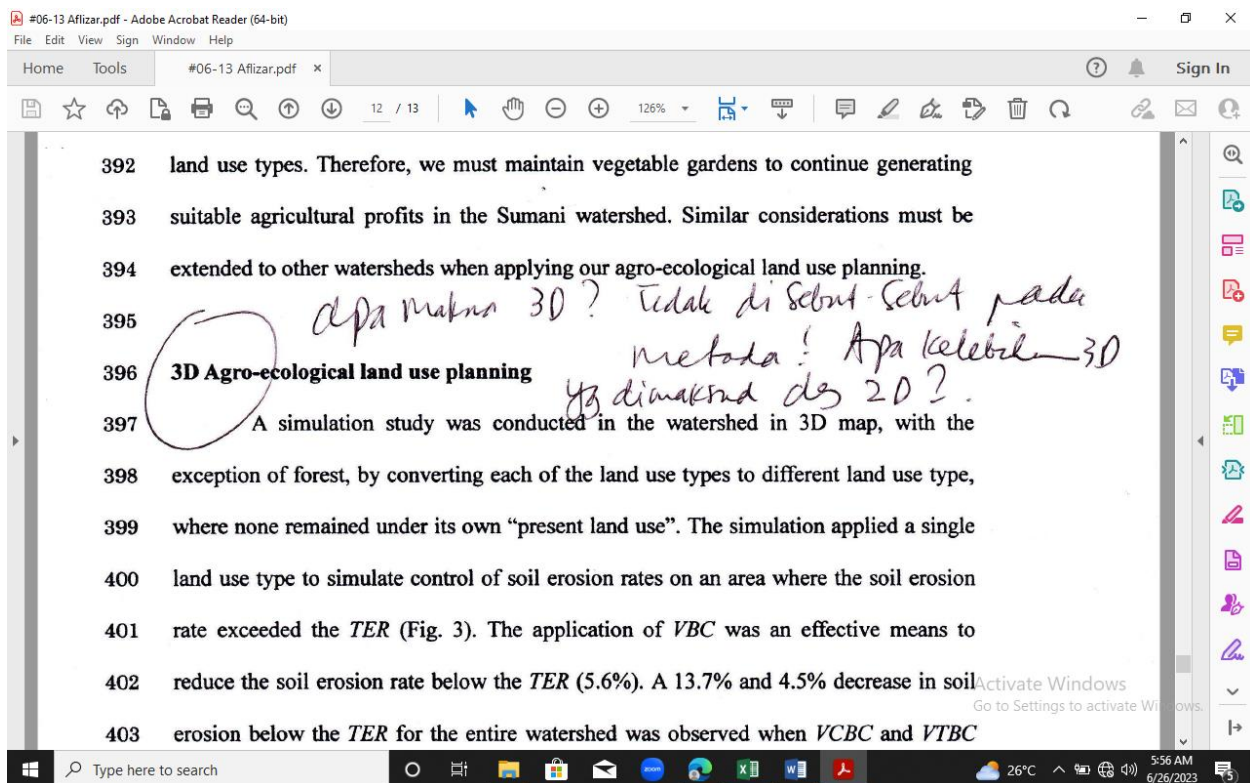 #06-13 Aflizar.pdf - Adobe Acrobat Reader (64-bit)
File Edit View Sign Window Help
Home Tools #06-13 Aflizar.pdf × Sign In
12 / 13 126%
392 land use types. Therefore, we must maintain vegetable gardens to continue generating
393 suitable agricultural profits in the Sumani watershed. Similar considerations must be
394 extended to other watersheds when applying our agro-ecological land use planning.
apa makna 3D? Tidak di sebut-sebut pada
395
metoda! Apa kelebihan 3D
396 3D Agro-ecological land use planning
yg dimaksud dg 2D?.
397 A simulation study was conducted in the watershed in 3D map, with the
398 exception of forest, by converting each of the land use types to different land use type,
399 where none remained under its own “present land use”. The simulation applied a single
400 land use type to simulate control of soil erosion rates on an area where the soil erosion
401 rate exceeded the TER (Fig. 3). The application of VBC was an effective means to
402 reduce the soil erosion rate below the TER (5.6%). A 13.7% and 4.5% decrease in soil
403 erosion below the TER for the entire watershed was observed when VCBC and VTBC
Activate Windows
Go to Settings to activate Windows.
Type here to search
zoom
26°C
5:56 AM
6/26/2023
5